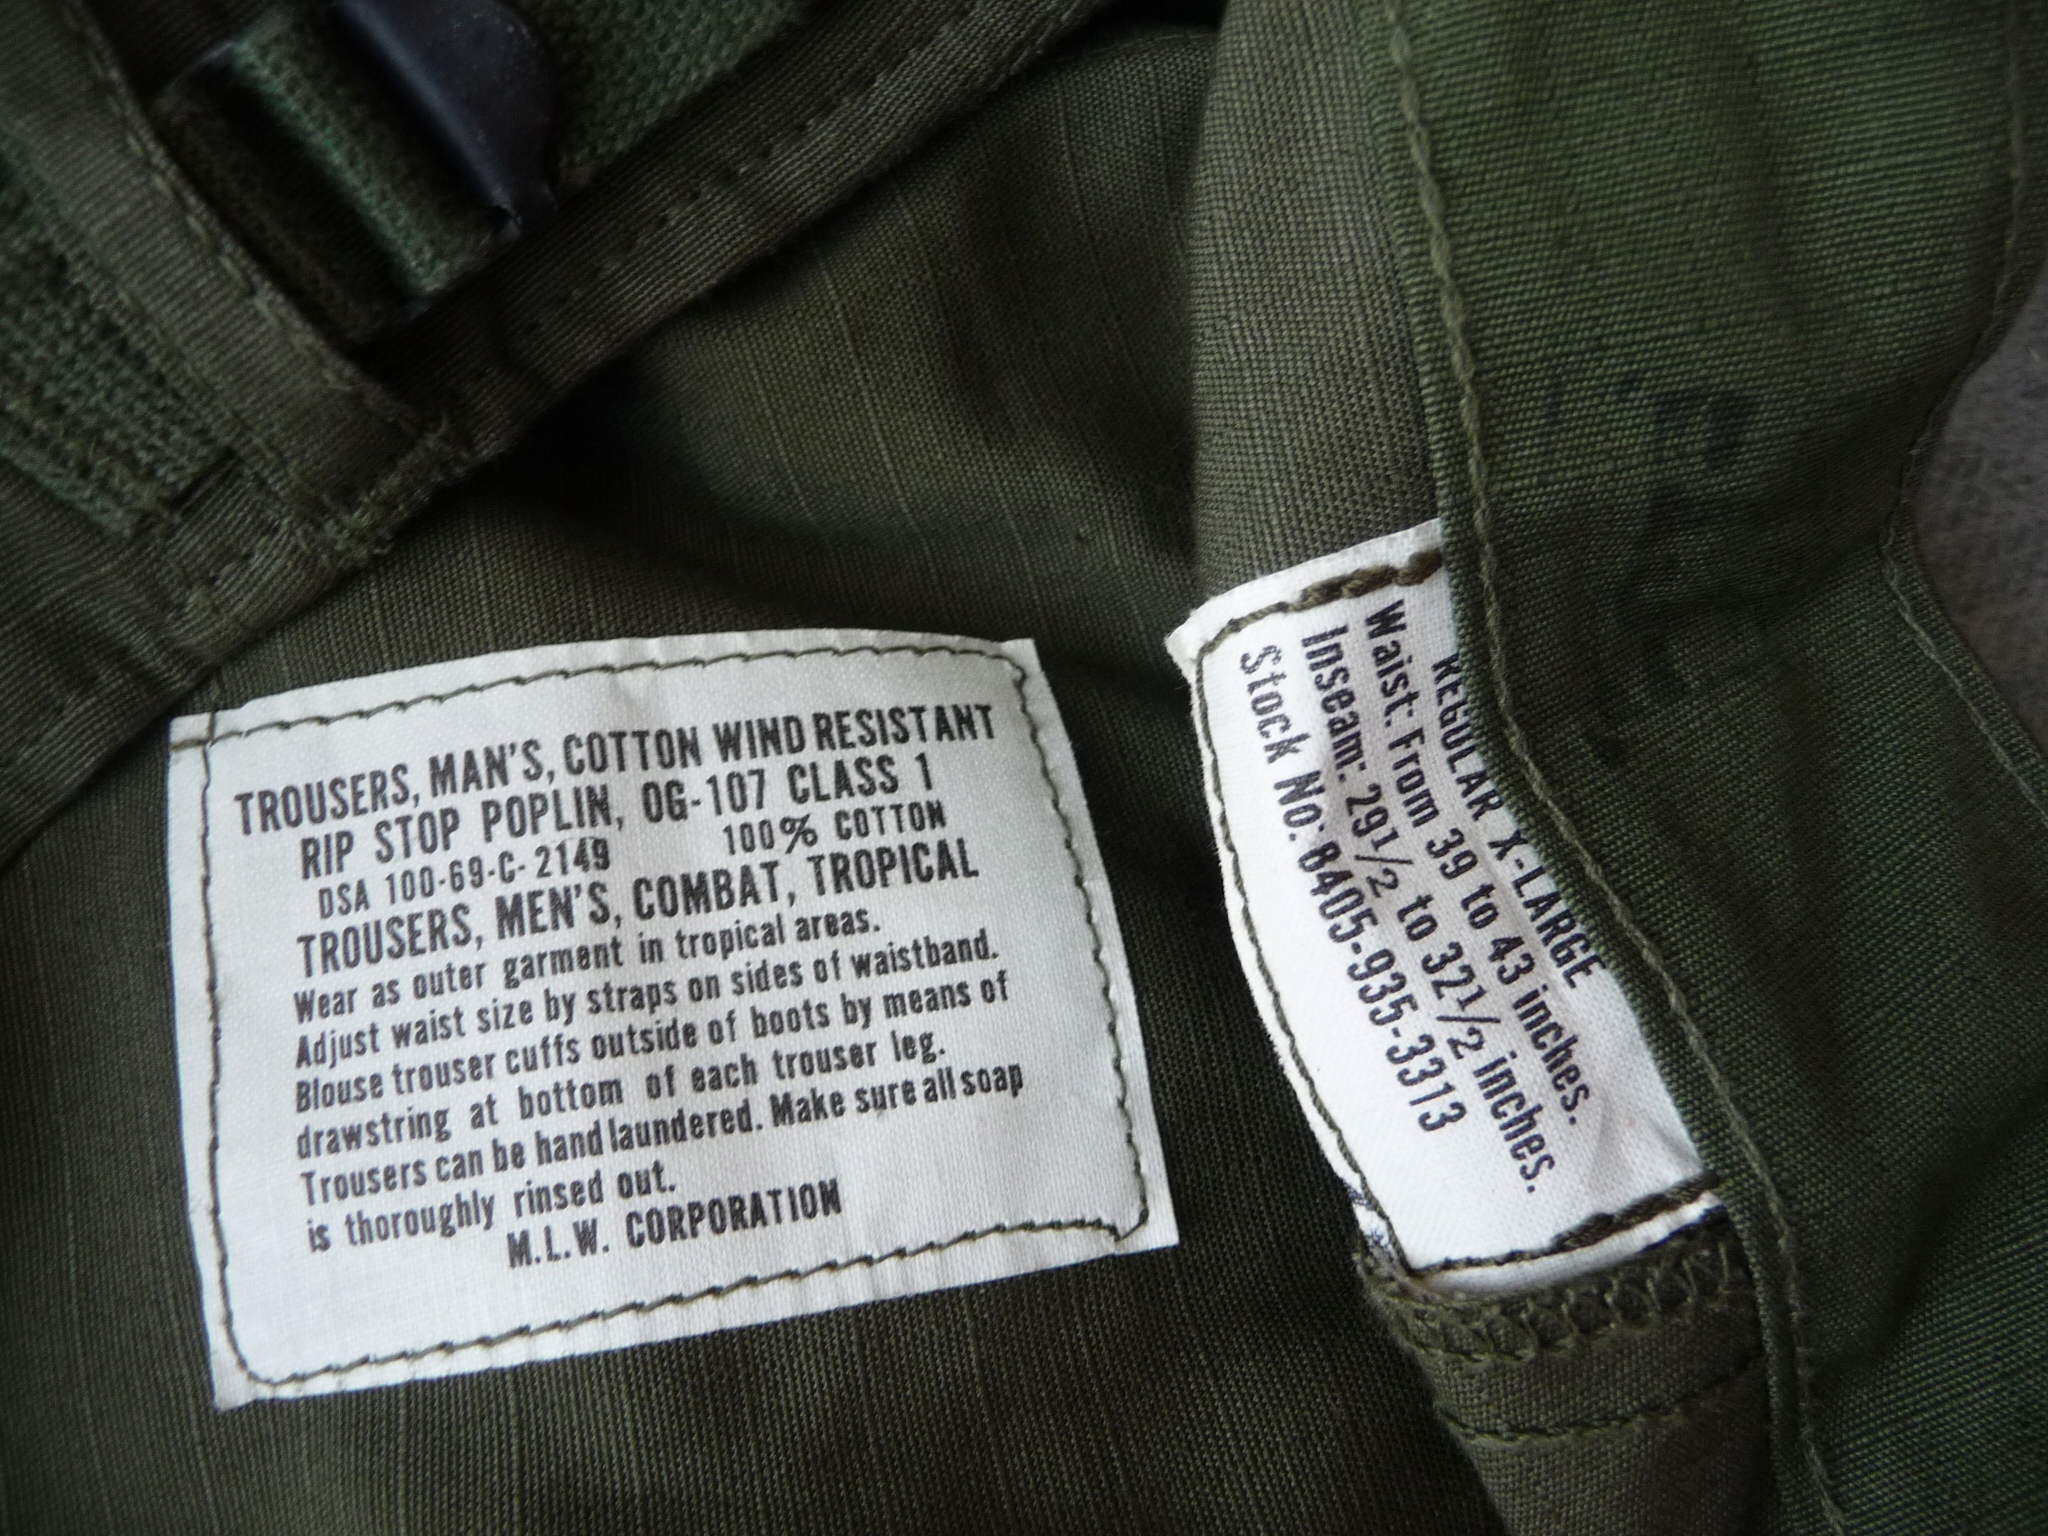 TROUSERS, MAN'S, COTTON WIND RESISTANT
RIP STOP POPLIN, OG-107 CLASS 1
DSA 100-69-C-2149 100% COTTON
TROUSERS, MEN'S, COMBAT, TROPICAL
Wear as outer garment in tropical areas.
Adjust waist size by straps on sides of waistband.
Blouse trouser cuffs outside of boots by means of
drawstring at bottom of each trouser leg.
Trousers can be hand laundered. Make sure all soap
is thoroughly rinsed out.
M.L.W. CORPORATION
REGULAR X-LARGE
Waist: From 39 to 43 inches.
Inseam: 29 1/2 to 32 1/2 inches.
Stock No: 8405-935-3313